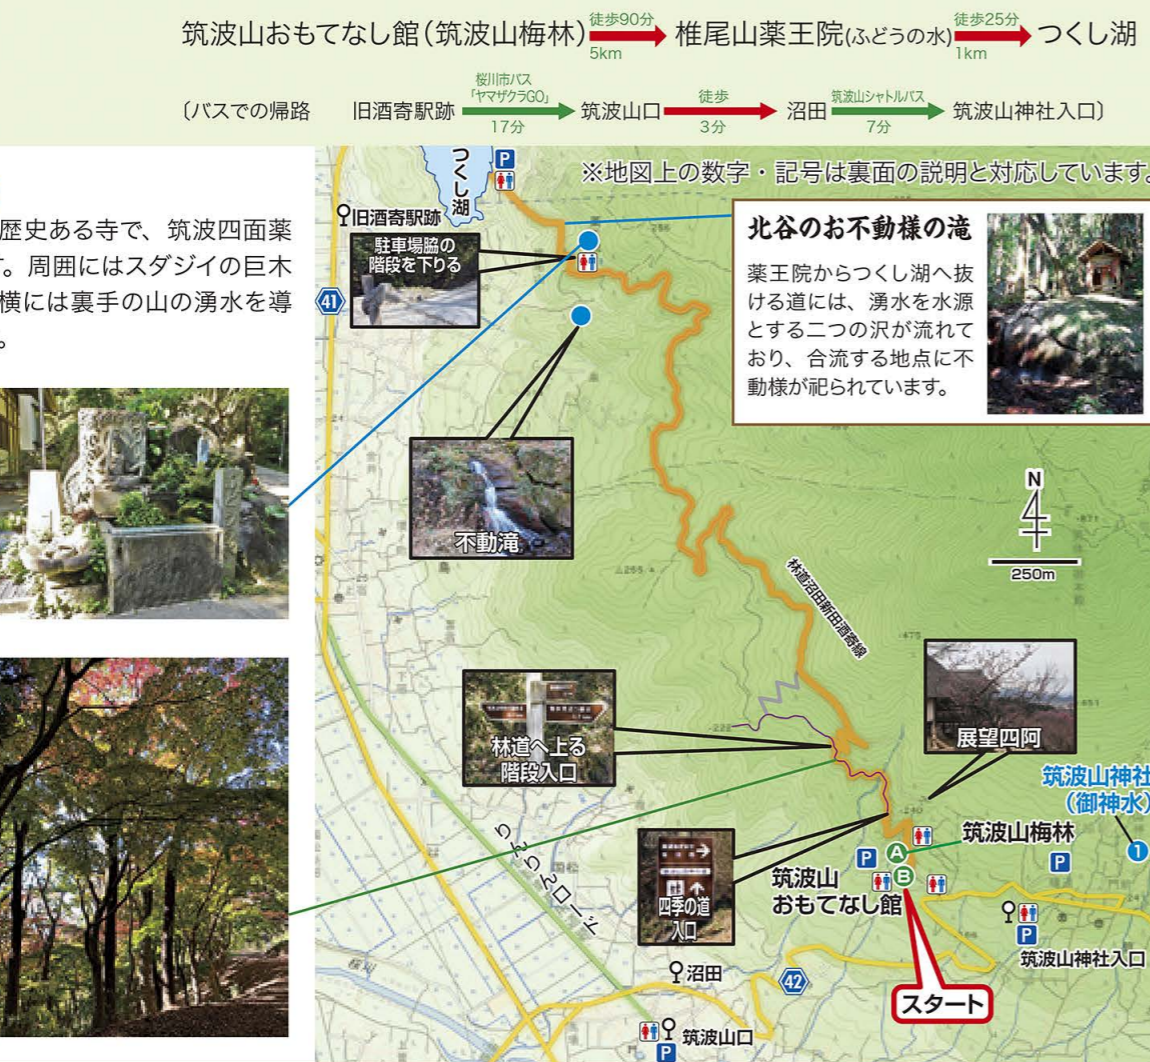 筑波山おもてなし館(筑波山梅林) 徒歩90分 5km 椎尾山薬王院(ふどうの水) 徒歩25分 1km つくし湖
〔バスでの帰路 旧酒寄駅跡 桜川市バス「ヤマザクラGO」 17分 筑波山口 徒歩 3分 沼田 筑波山シャトルバス 7分 筑波山神社入口〕
※地図上の数字・記号は裏面の説明と対応しています。
歴史ある寺で、筑波四面薬
。周囲にはスダジイの巨木
横には裏手の山の湧水を導
。
つくし湖
P
旧酒寄駅跡
駐車場脇の
階段を下りる
41
北谷のお不動様の滝
薬王院からつくし湖へ抜
ける道には、湧水を水源
とする二つの沢が流れて
おり、合流する地点に不
動様が祀られています。
不動滝
N
250m
林道沼田新田酒寄線
林道へ上る
階段入口
展望四阿
筑波山神社
(御神水)
1
筑波山梅林
P
A
P
B
筑波山
おもてなし館
四季の道
入口
りんりんロード
国松
P
筑波山神社入口
沼田
42
スタート
桜川
筑波山口
P